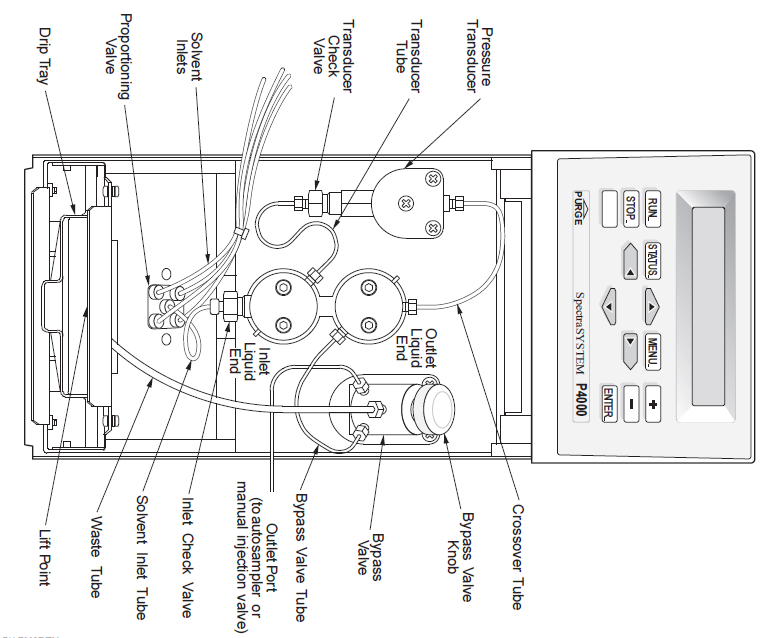 RUN STATUS MENU +
STOP −
ENTER
PURGE SpectraSYSTEM P4000
Pressure
Transducer
Transducer
Tube
Transducer
Check
Valve
Solvent
Inlets
Proportioning
Valve
Drip Tray
Outlet
Liquid
End
Inlet
Liquid
End
Crossover Tube
Bypass Valve
Knob
Bypass
Valve
Bypass Valve Tube
Outlet Port
(to autosampler or
manual injection valve)
Inlet Check Valve
Solvent Inlet Tube
Waste Tube
Lift Point